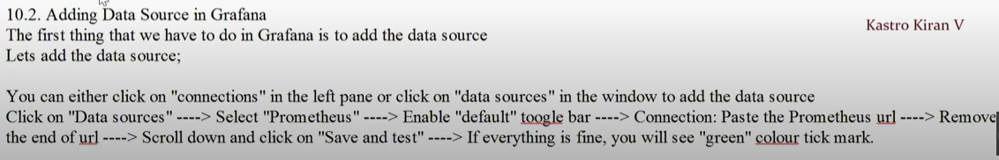 10.2. Adding Data Source in Grafana
Kastro Kiran V
The first thing that we have to do in Grafana is to add the data source
Lets add the data source;
You can either click on "connections" in the left pane or click on "data sources" in the window to add the data source
Click on "Data sources" ----> Select "Prometheus" ----> Enable "default" toogle bar ----> Connection: Paste the Prometheus url ----> Remove
the end of url ----> Scroll down and click on "Save and test" ----> If everything is fine, you will see "green" colour tick mark.